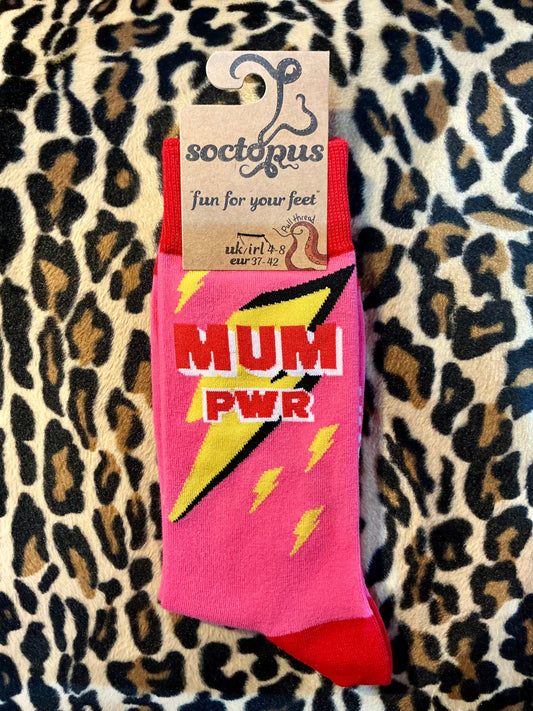 soctopus
"fun for your feet"
Pull thread
uk/irl 4-8
eur 37-42
MUM
PWR